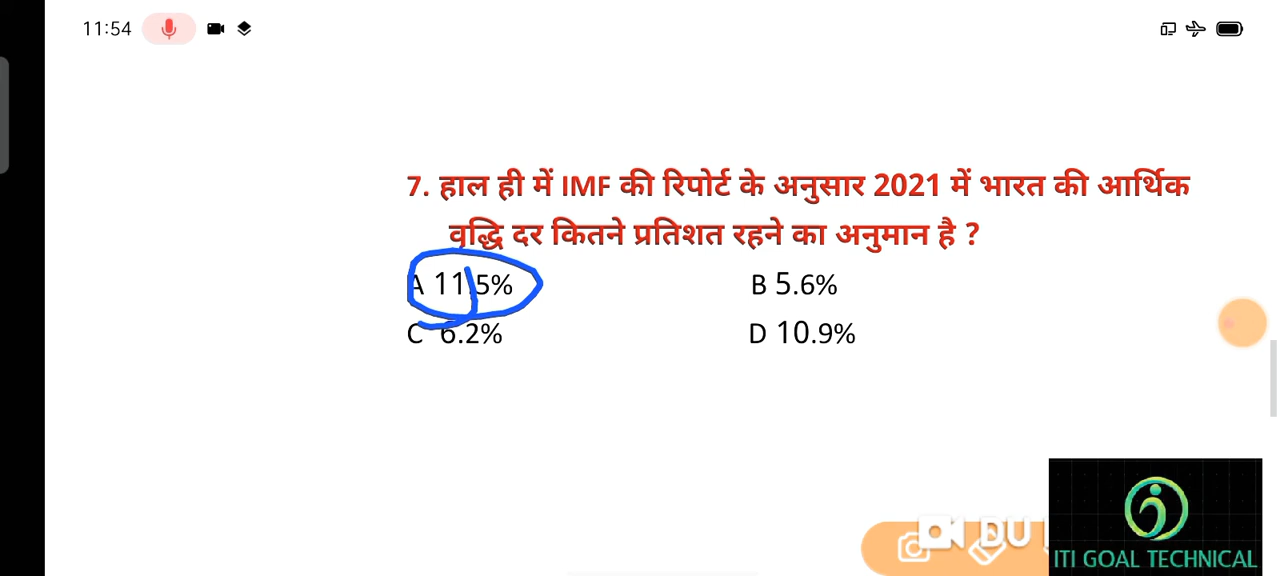 11:54
7. हाल ही में IMF की रिपोर्ट के अनुसार 2021 में भारत की आर्थिक
वृद्धि दर कितने प्रतिशत रहने का अनुमान है ?
A 11.5%
B 5.6%
C 6.2%
D 10.9%
DU
ITI GOAL TECHNICAL